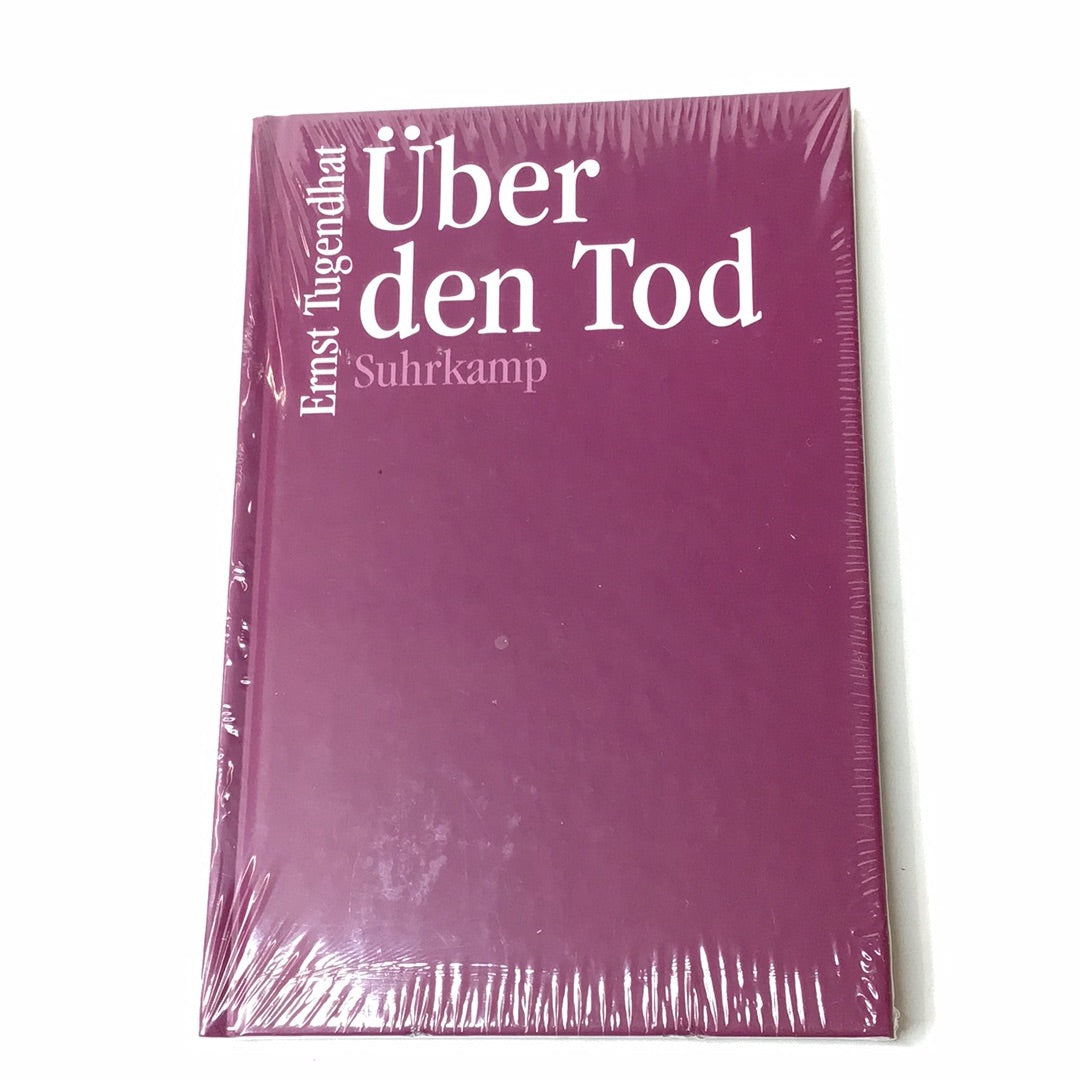 Ernst Tugendhat
Über
den Tod
Suhrkamp